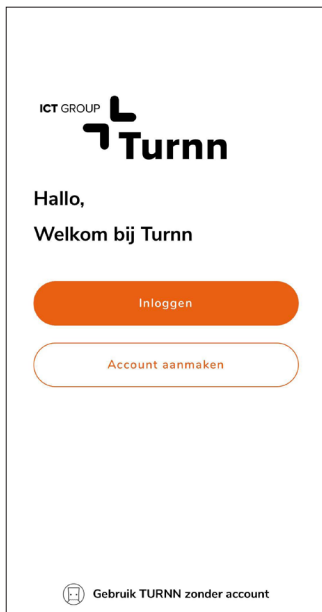 ICT GROUP
Turnn
Hallo,
Welkom bij Turnn
Inloggen
Account aanmaken
Gebruik TURNN zonder account